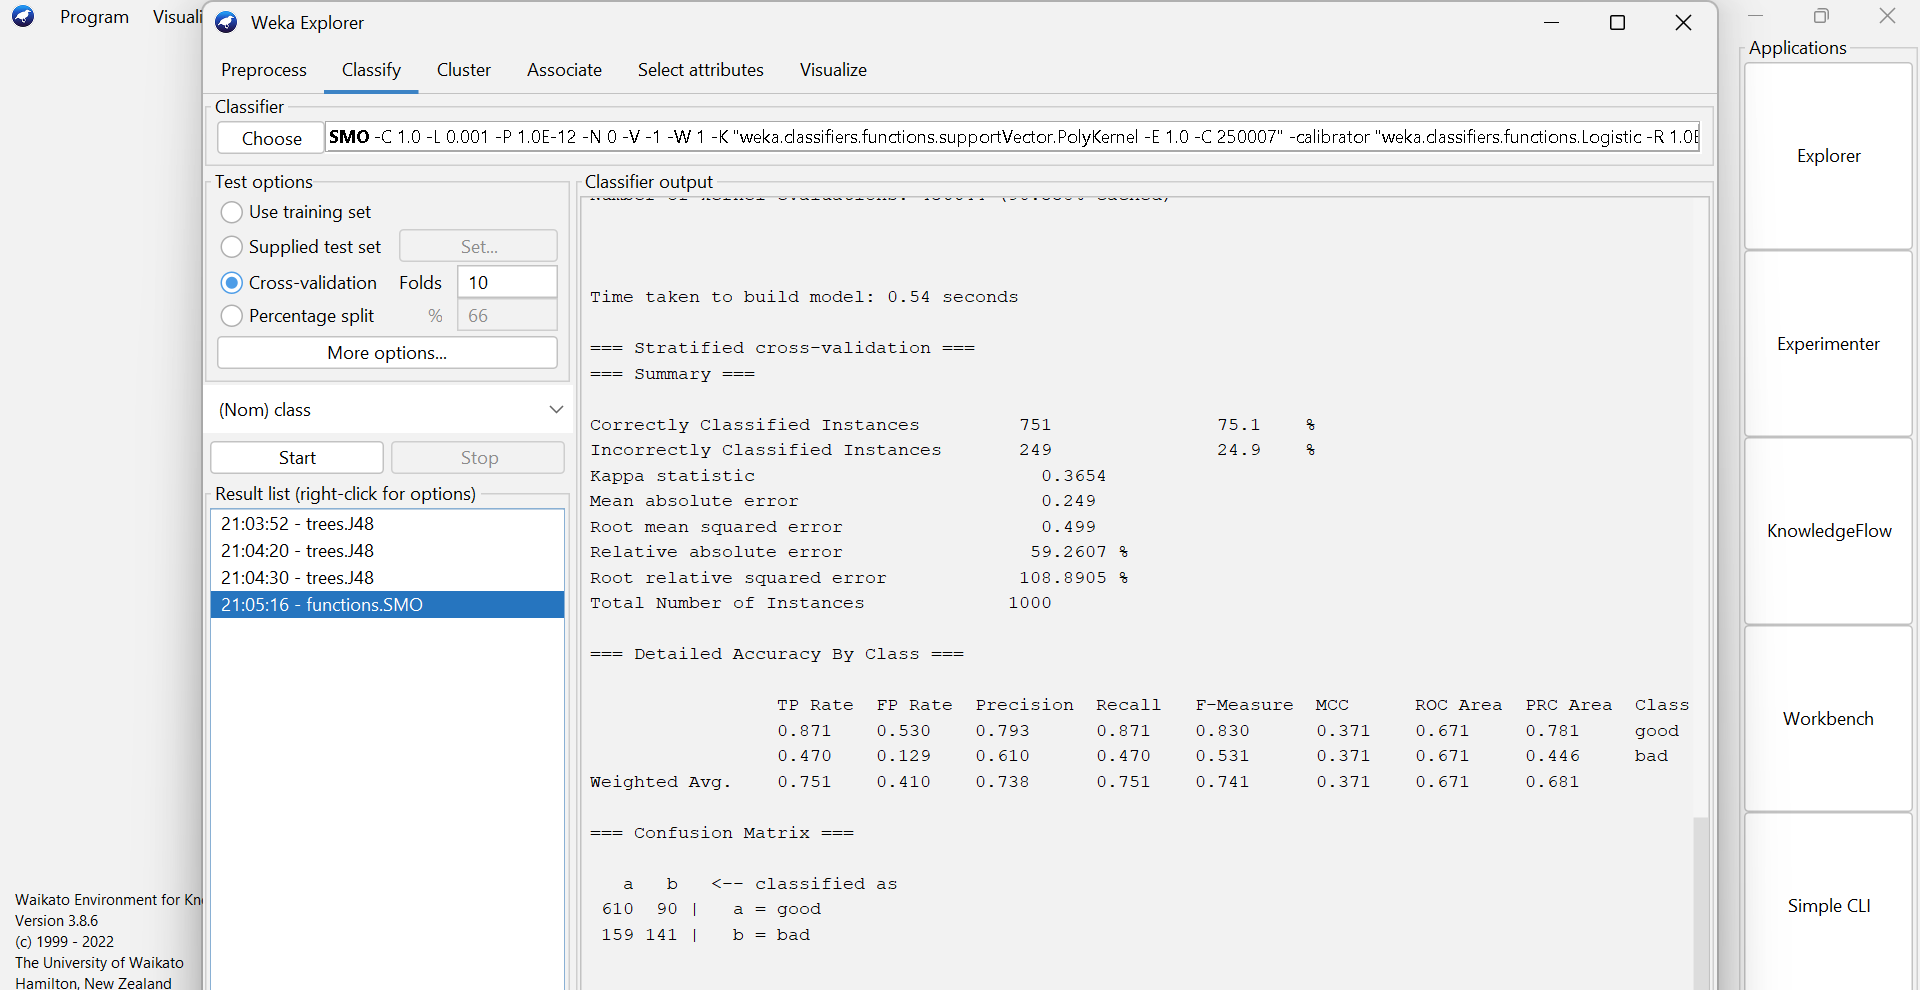 Program Visuali
Weka Explorer
Preprocess Classify Cluster Associate Select attributes Visualize
Classifier
Choose SMO -C 1.0 -L 0.001 -P 1.0E-12 -N 0 -V -1 -W 1 -K "weka.classifiers.functions.supportVector.PolyKernel -E 1.0 -C 250007" -calibrator "weka.classifiers.functions.Logistic -R 1.0E
Test options
Use training set
Supplied test set Set...
Cross-validation Folds 10
Percentage split % 66
More options...
(Nom) class
Start Stop
Result list (right-click for options)
21:03:52 - trees.J48
21:04:20 - trees.J48
21:04:30 - trees.J48
21:05:16 - functions.SMO
Classifier output
Time taken to build model: 0.54 seconds
=== Stratified cross-validation ===
=== Summary ===
Correctly Classified Instances 751 75.1 %
Incorrectly Classified Instances 249 24.9 %
Kappa statistic 0.3654
Mean absolute error 0.249
Root mean squared error 0.499
Relative absolute error 59.2607 %
Root relative squared error 108.8905 %
Total Number of Instances 1000
=== Detailed Accuracy By Class ===
TP Rate FP Rate Precision Recall F-Measure MCC ROC Area PRC Area Class
0.871 0.530 0.793 0.871 0.830 0.371 0.671 0.781 good
0.470 0.129 0.610 0.470 0.531 0.371 0.671 0.446 bad
Weighted Avg. 0.751 0.410 0.738 0.751 0.741 0.371 0.671 0.681
=== Confusion Matrix ===
a b <-- classified as
610 90 | a = good
159 141 | b = bad
Applications
Explorer
Experimenter
KnowledgeFlow
Workbench
Simple CLI
Waikato Environment for Kn
Version 3.8.6
(c) 1999 - 2022
The University of Waikato
Hamilton, New Zealand